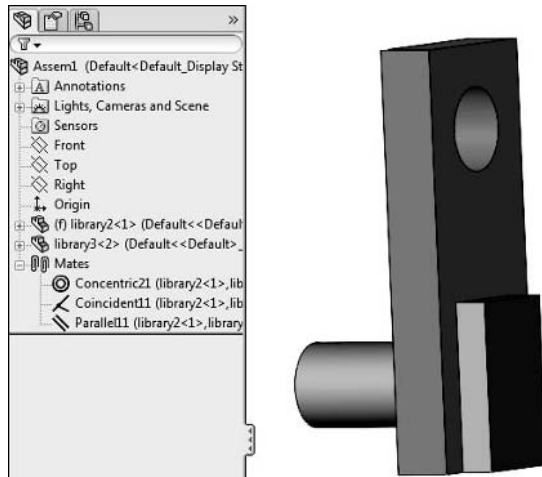 »
Assem1 (Default<Default_Display St
A Annotations
Lights, Cameras and Scene
Sensors
Front
Top
Right
Origin
(f) library2<1> (Default<<Defaul
library3<2> (Default<<Default>_
Mates
Concentric21 (library2<1>,lib
Coincident11 (library2<1>,lib
Parallel11 (library2<1>,library